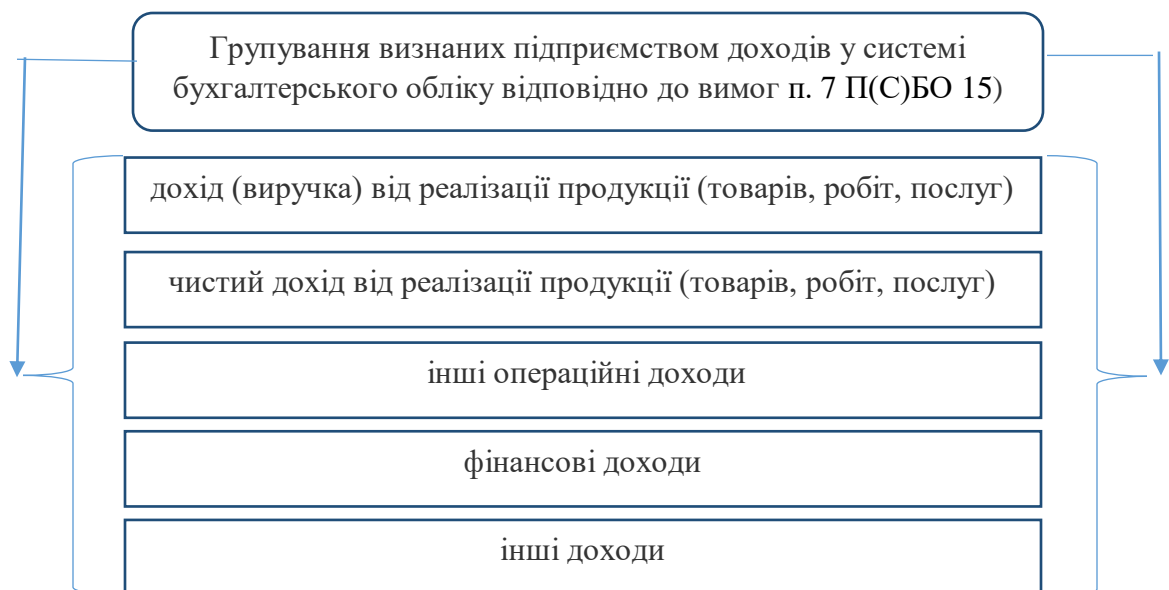 Групування визнаних підприємством доходів у системі
бухгалтерського обліку відповідно до вимог п. 7 П(С)БО 15)
дохід (виручка) від реалізації продукції (товарів, робіт, послуг)
чистий дохід від реалізації продукції (товарів, робіт, послуг)
інші операційні доходи
фінансові доходи
інші доходи